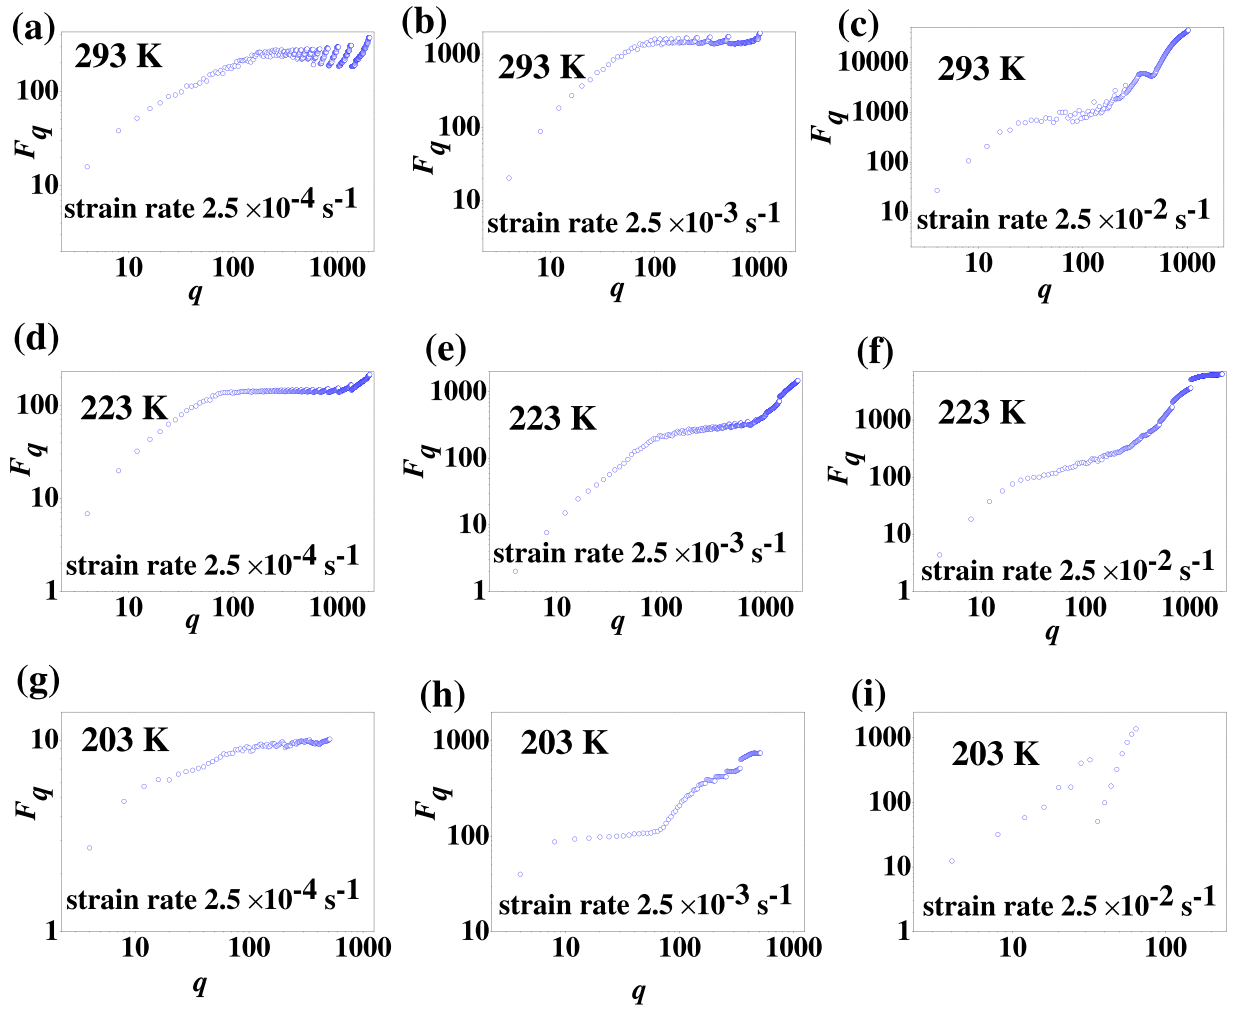 (a)
293 K
100
10
F_q
strain rate 2.5 ×10^-4 s^-1
10 100 1000
q
(b)
293 K
1000
100
10
F_q
strain rate 2.5 ×10^-3 s^-1
10 100 1000
q
(c)
293 K
10000
1000
100
10
F_q
strain rate 2.5 ×10^-2 s^-1
10 100 1000
q
(d)
223 K
100
10
1
F_q
strain rate 2.5 ×10^-4 s^-1
10 100 1000
q
(e)
223 K
1000
100
10
1
F_q
strain rate 2.5 ×10^-3 s^-1
10 100 1000
q
(f)
223 K
1000
100
10
1
F_q
strain rate 2.5 ×10^-2 s^-1
10 100 1000
q
(g)
203 K
10
1
F_q
strain rate 2.5 ×10^-4 s^-1
10 100 1000
q
(h)
203 K
1000
100
10
F_q
strain rate 2.5 ×10^-3 s^-1
10 100 1000
q
(i)
203 K
1000
100
10
1
strain rate 2.5 ×10^-2 s^-1
10 100